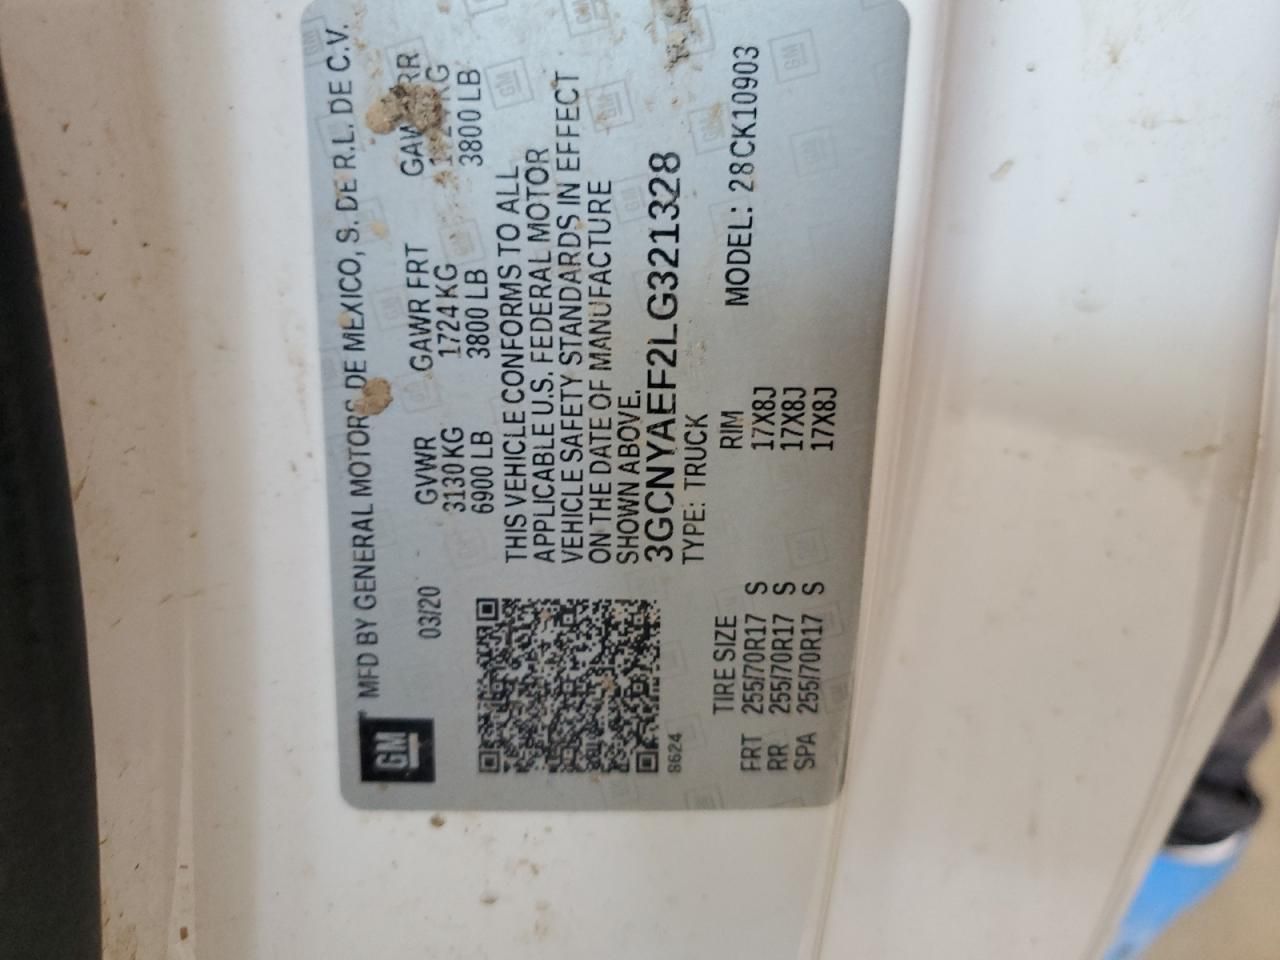 GM
MFD BY GENERAL MOTORS DE MEXICO, S. DE R.L. DE C.V.
03/20
GVWR GAWR FRT GAWR RR
3130 KG 1724 KG KG
6900 LB 3800 LB 3800 LB
THIS VEHICLE CONFORMS TO ALL
APPLICABLE U.S. FEDERAL MOTOR
VEHICLE SAFETY STANDARDS IN EFFECT
ON THE DATE OF MANUFACTURE
SHOWN ABOVE.
3GCNYAEF2LG321328
8624
TYPE: TRUCK
MODEL: 28CK10903
TIRE SIZE RIM
FRT 255/70R17 S 17X8J
RR 255/70R17 S 17X8J
SPA 255/70R17 S 17X8J